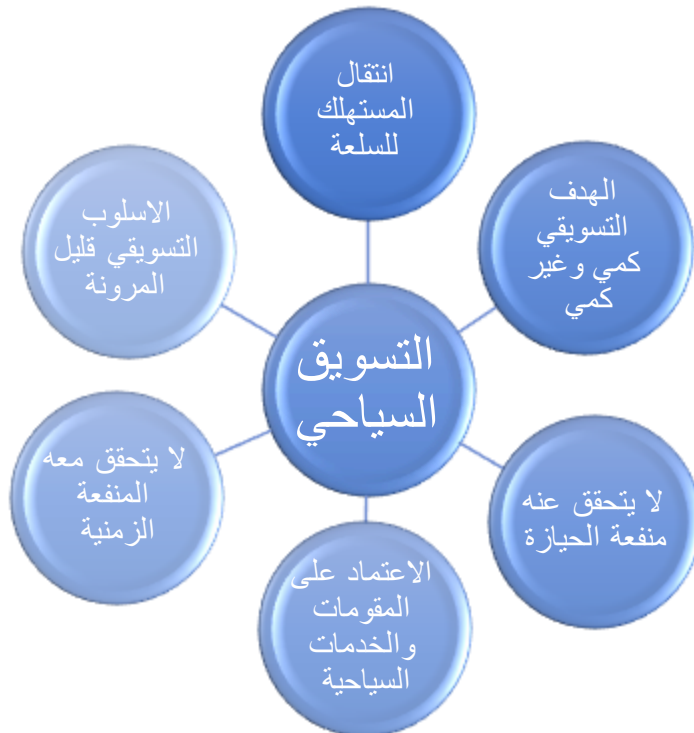 انتقال
المستهلك
للسلعة
الهدف
التسويقي
كمي وغير
كمي
لا يتحقق عنه
منفعة الحيازة
الاعتماد على
المقومات
والخدمات
السياحية
لا يتحقق معه
المنفعة
الزمنية
الاسلوب
التسويقي قليل
المرونة
التسويق
السياحي